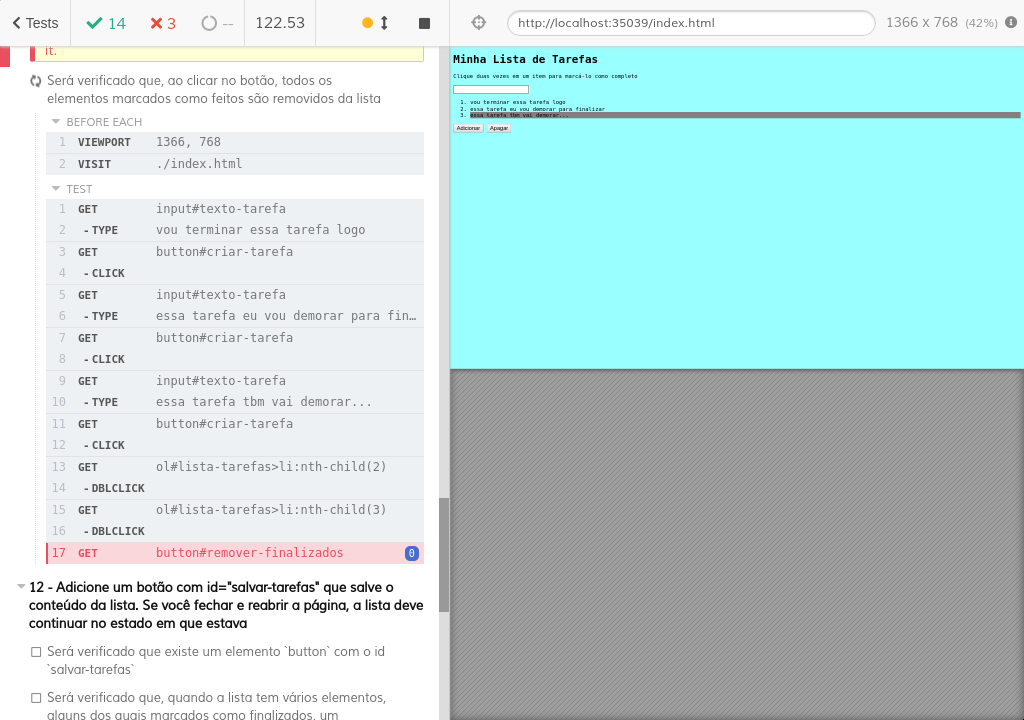 Tests 14 3 -- 122.53 http://localhost:35039/index.html 1366 x 768 (42%)
it.
Será verificado que, ao clicar no botão, todos os
elementos marcados como feitos são removidos da lista
BEFORE EACH
1 VIEWPORT 1366, 768
2 VISIT ./index.html
TEST
1 GET input#texto-tarefa
2 - TYPE vou terminar essa tarefa logo
3 GET button#criar-tarefa
4 - CLICK
5 GET input#texto-tarefa
6 - TYPE essa tarefa eu vou demorar para fin…
7 GET button#criar-tarefa
8 - CLICK
9 GET input#texto-tarefa
10 - TYPE essa tarefa tbm vai demorar...
11 GET button#criar-tarefa
12 - CLICK
13 GET ol#lista-tarefas>li:nth-child(2)
14 - DBLCLICK
15 GET ol#lista-tarefas>li:nth-child(3)
16 - DBLCLICK
17 GET button#remover-finalizados 0
12 - Adicione um botão com id="salvar-tarefas" que salve o
conteúdo da lista. Se você fechar e reabrir a página, a lista deve
continuar no estado em que estava
Será verificado que existe um elemento `button` com o id
`salvar-tarefas`
Será verificado que, quando a lista tem vários elementos,
alguns dos quais marcados como finalizados, um
Minha Lista de Tarefas
Clique duas vezes em um item para marcá-lo como completo
1. vou terminar essa tarefa logo
2. essa tarefa eu vou demorar para finalizar
3. essa tarefa tbm vai demorar...
Adicionar Apagar